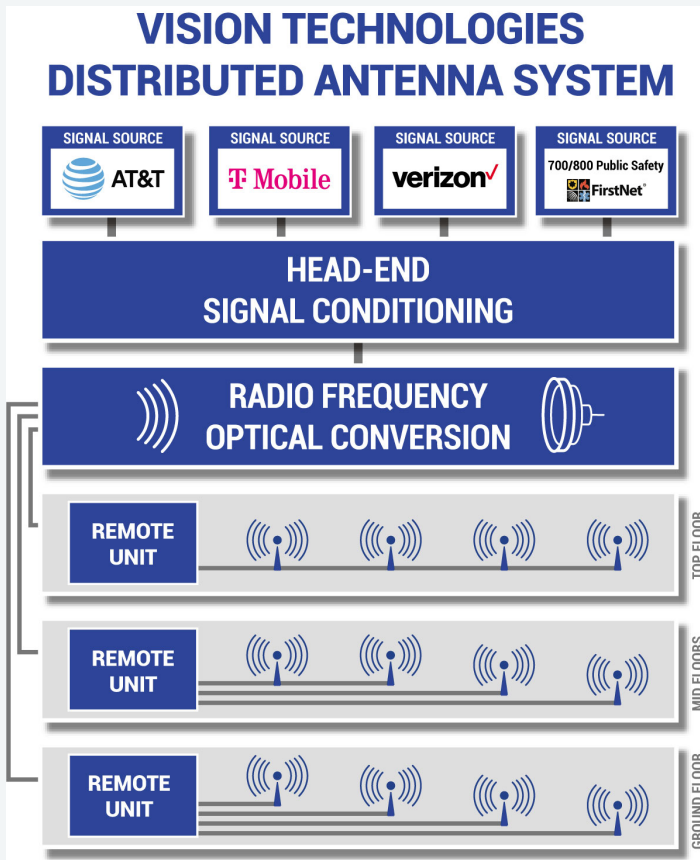 VISION TECHNOLOGIES
DISTRIBUTED ANTENNA SYSTEM
SIGNAL SOURCE
AT&T
SIGNAL SOURCE
T Mobile
SIGNAL SOURCE
verizon
SIGNAL SOURCE
700/800 Public Safety
FirstNet
HEAD-END
SIGNAL CONDITIONING
RADIO FREQUENCY
OPTICAL CONVERSION
REMOTE
UNIT
TOP FLOOR
REMOTE
UNIT
MID FLOORS
REMOTE
UNIT
GROUND FLOOR